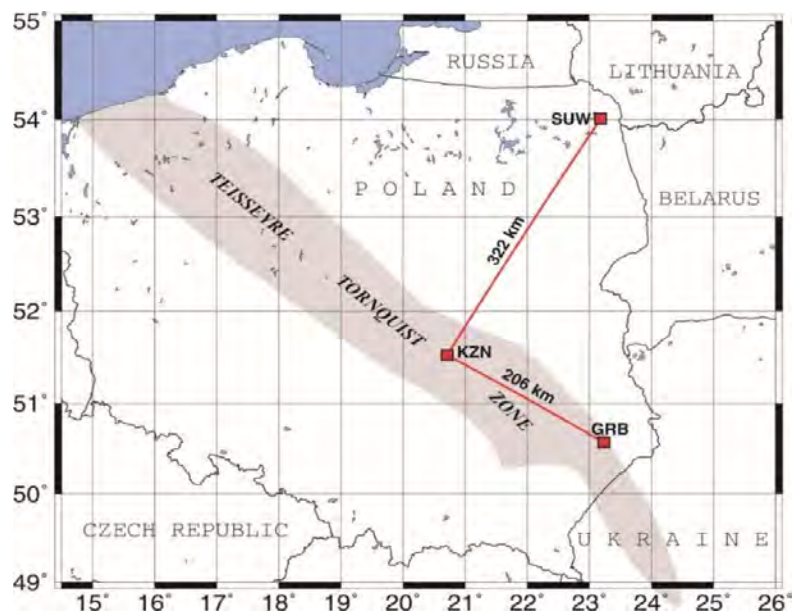 55°
RUSSIA
LITHUANIA
54°
SUW
TEISSEYRE
POLAND
BELARUS
53°
322 km
52°
TORNQUIST
KZN
51°
206 km
ZONE
GRB
50°
CZECH REPUBLIC
UKRAINE
49°
15° 16° 17° 18° 19° 20° 21° 22° 23° 24° 25° 26°